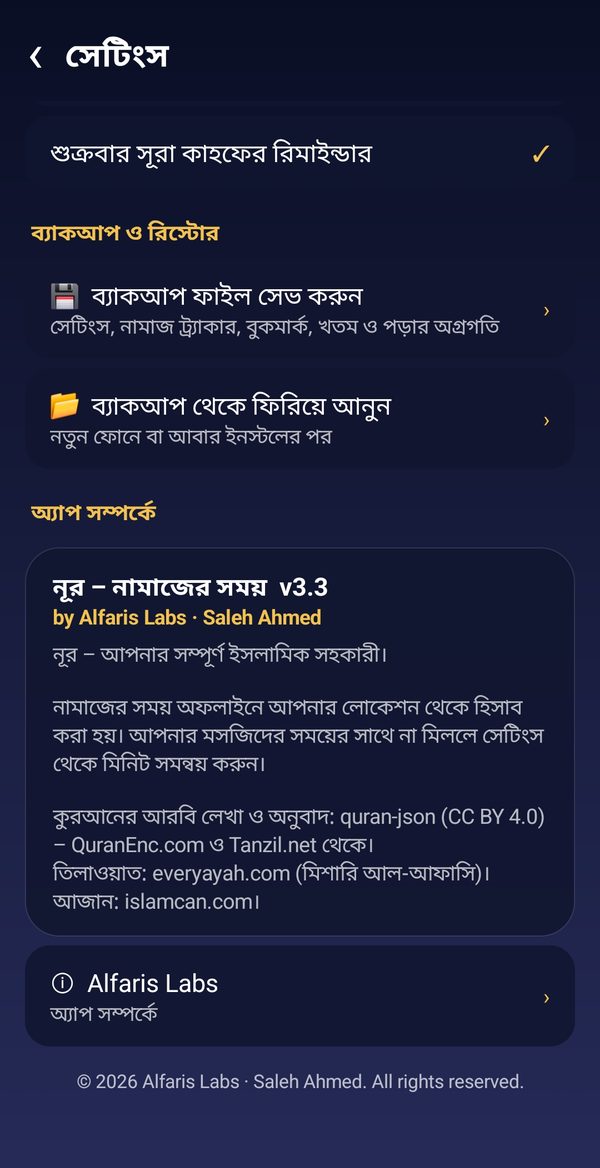 ‹ সেটিংস
শুক্রবার সূরা কাহফের রিমাইন্ডার ✓
ব্যাকআপ ও রিস্টোর
💾 ব্যাকআপ ফাইল সেভ করুন ›
সেটিংস, নামাজ ট্র্যাকার, বুকমার্ক, খতম ও পড়ার অগ্রগতি
📂 ব্যাকআপ থেকে ফিরিয়ে আনুন ›
নতুন ফোনে বা আবার ইনস্টলের পর
অ্যাপ সম্পর্কে
নূর – নামাজের সময় v3.3
by Alfaris Labs · Saleh Ahmed
নূর – আপনার সম্পূর্ণ ইসলামিক সহকারী।
নামাজের সময় অফলাইনে আপনার লোকেশন থেকে হিসাব
করা হয়। আপনার মসজিদের সময়ের সাথে না মিললে সেটিংস
থেকে মিনিট সমন্বয় করুন।
কুরআনের আরবি লেখা ও অনুবাদ: quran-json (CC BY 4.0)
– QuranEnc.com ও Tanzil.net থেকে।
তিলাওয়াত: everyayah.com (মিশারি আল-আফাসি)।
আজান: islamcan.com।
ⓘ Alfaris Labs ›
অ্যাপ সম্পর্কে
© 2026 Alfaris Labs · Saleh Ahmed. All rights reserved.